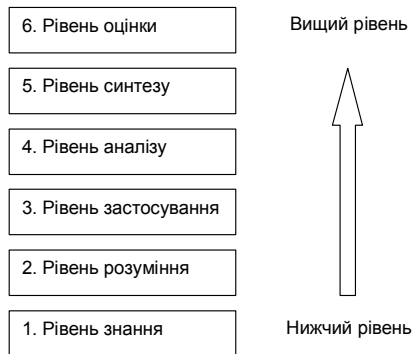 6. Рівень оцінки
Вищий рівень
5. Рівень синтезу
4. Рівень аналізу
3. Рівень застосування
2. Рівень розуміння
1. Рівень знання
Нижчий рівень